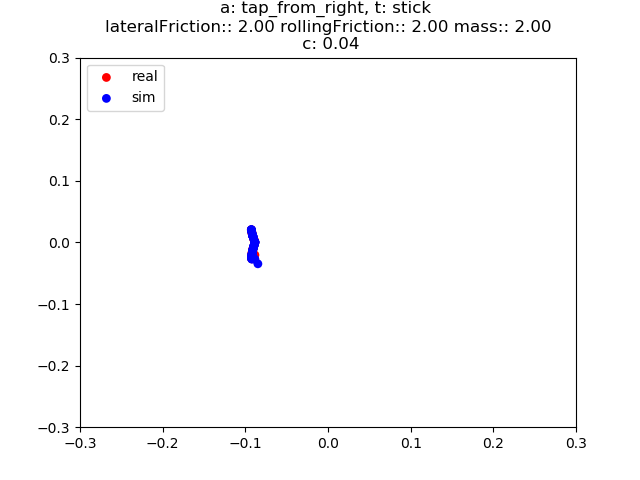 a: tap_from_right, t: stick
lateralFriction:: 2.00 rollingFriction:: 2.00 mass:: 2.00
c: 0.04
real
sim
0.3
0.2
0.1
0.0
−0.1
−0.2
−0.3
−0.3 −0.2 −0.1 0.0 0.1 0.2 0.3